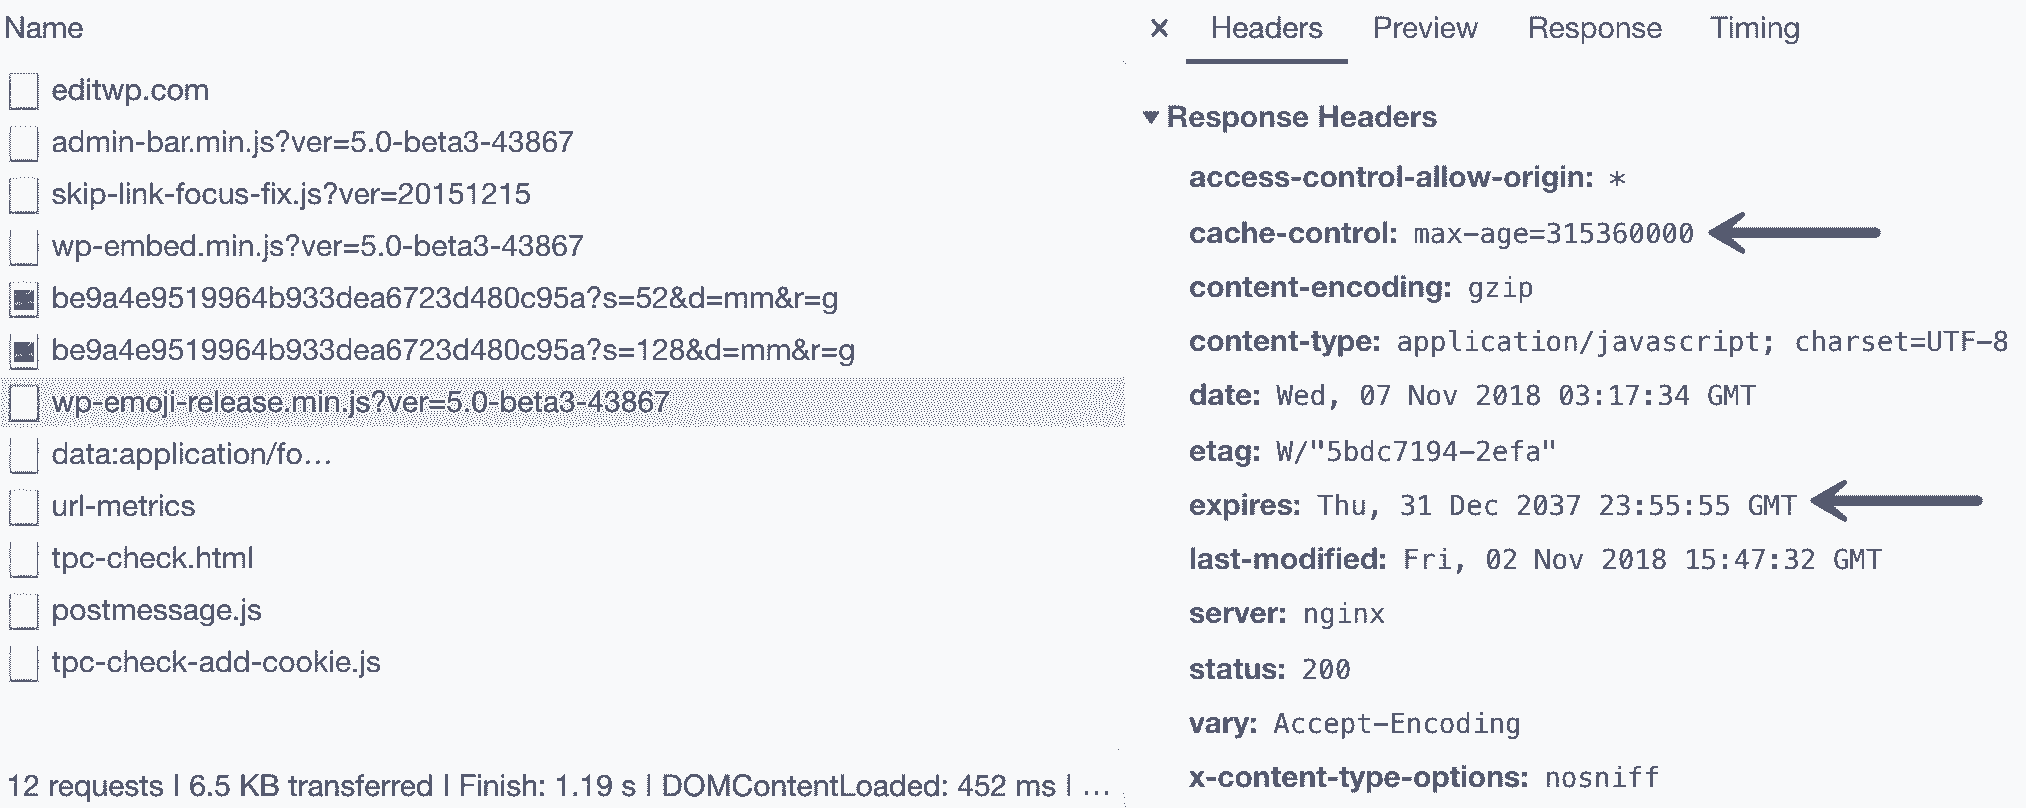 Name
editwp.com
admin-bar.min.js?ver=5.0-beta3-43867
skip-link-focus-fix.js?ver=20151215
wp-embed.min.js?ver=5.0-beta3-43867
be9a4e9519964b933dea6723d480c95a?s=52&d=mm&r=g
be9a4e9519964b933dea6723d480c95a?s=128&d=mm&r=g
wp-emoji-release.min.js?ver=5.0-beta3-43867
data:application/fo…
url-metrics
tpc-check.html
postmessage.js
tpc-check-add-cookie.js
12 requests | 6.5 KB transferred | Finish: 1.19 s | DOMContentLoaded: 452 ms | …
× Headers Preview Response Timing
▼ Response Headers
access-control-allow-origin: *
cache-control: max-age=315360000
content-encoding: gzip
content-type: application/javascript; charset=UTF-8
date: Wed, 07 Nov 2018 03:17:34 GMT
etag: W/"5bdc7194-2efa"
expires: Thu, 31 Dec 2037 23:55:55 GMT
last-modified: Fri, 02 Nov 2018 15:47:32 GMT
server: nginx
status: 200
vary: Accept-Encoding
x-content-type-options: nosniff